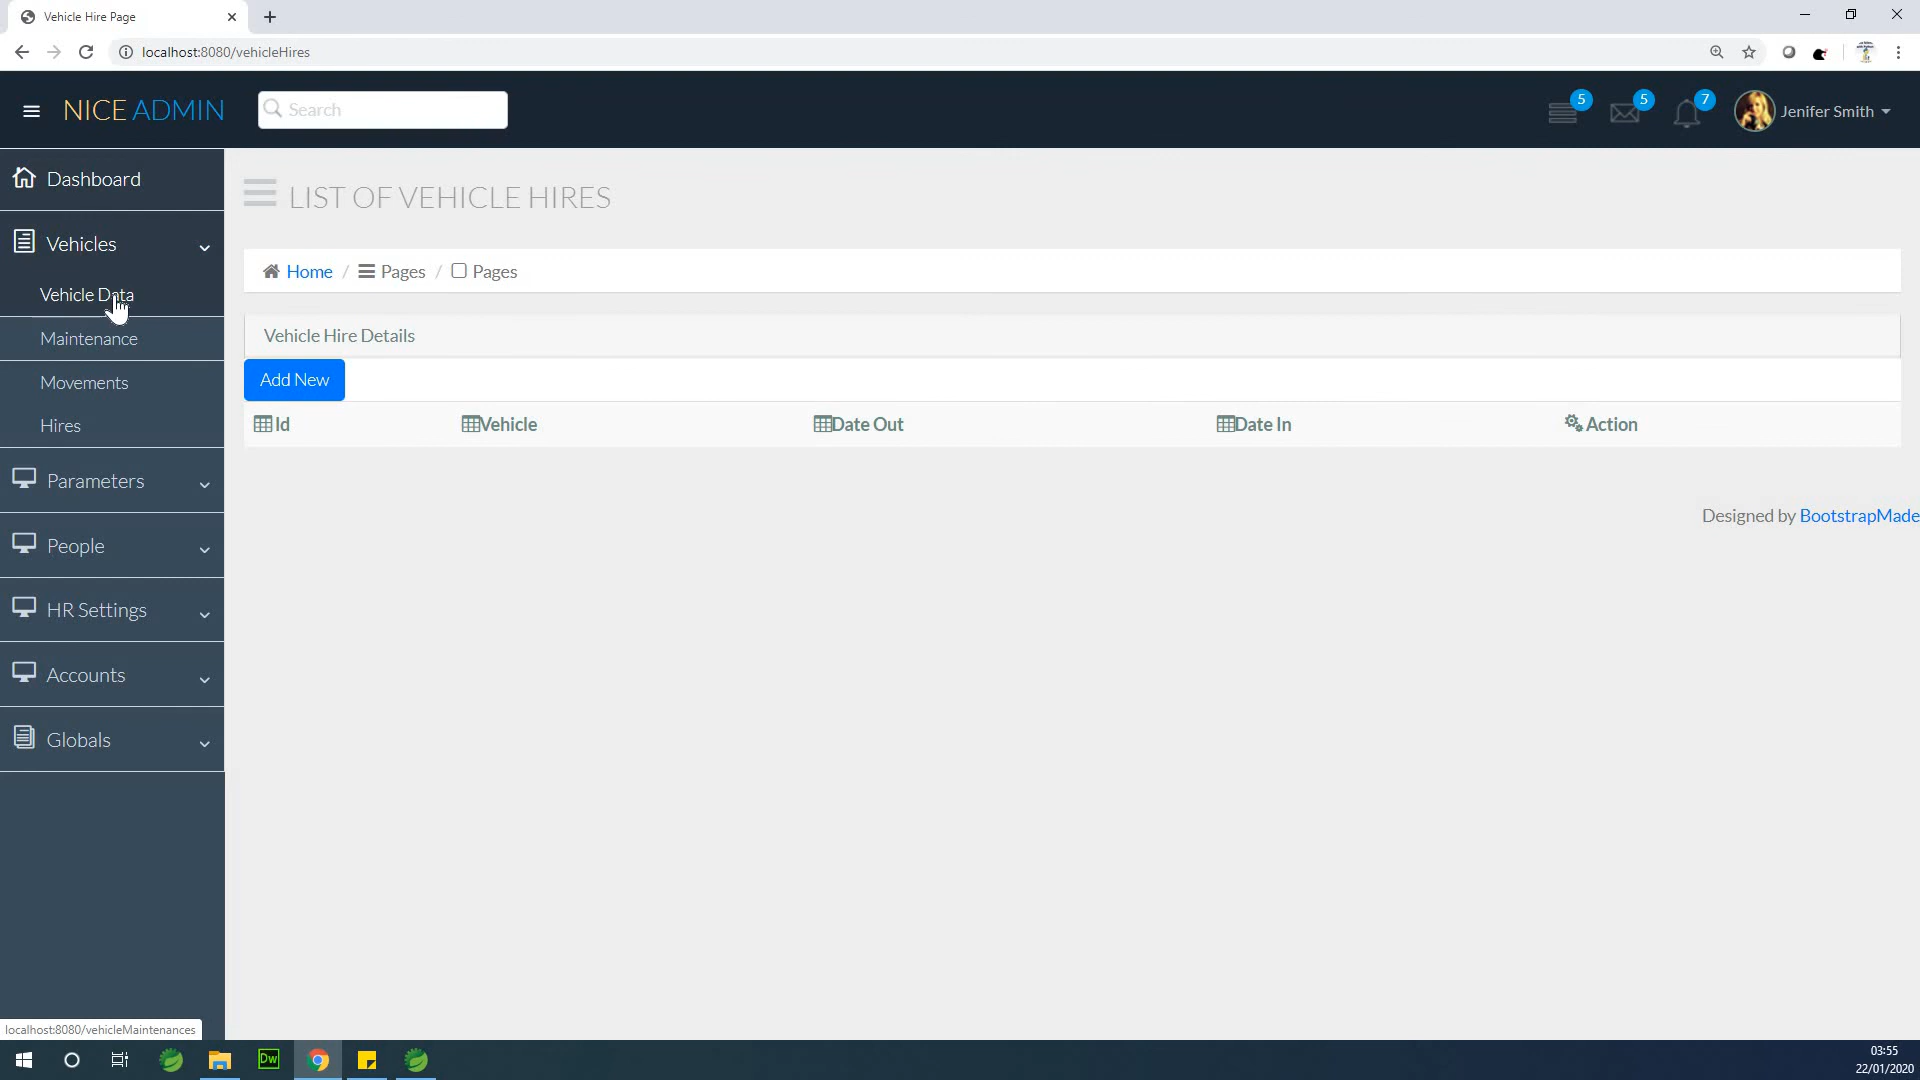 Vehicle Hire Page
localhost:8080/vehicleHires
NICE ADMIN
Search
5
5
7
Jenifer Smith
Dashboard
Vehicles
Vehicle Data
Maintenance
Movements
Hires
Parameters
People
HR Settings
Accounts
Globals
LIST OF VEHICLE HIRES
Home / Pages / Pages
Vehicle Hire Details
Add New
Id Vehicle Date Out Date In Action
Designed by BootstrapMade
localhost:8080/vehicleMaintenances
Dw
03:55
22/01/2020